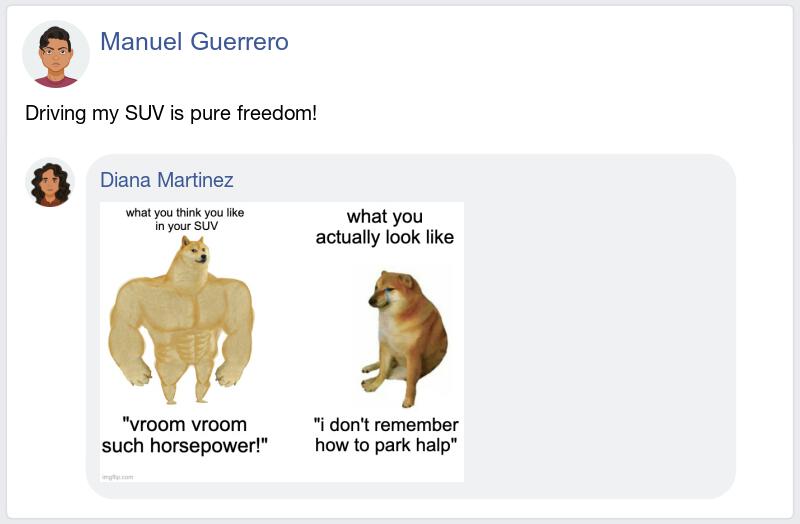 Manuel Guerrero
Driving my SUV is pure freedom!
Diana Martinez
what you think you like
in your SUV
what you
actually look like
"vroom vroom
such horsepower!"
"i don't remember
how to park halp"
imgflip.com